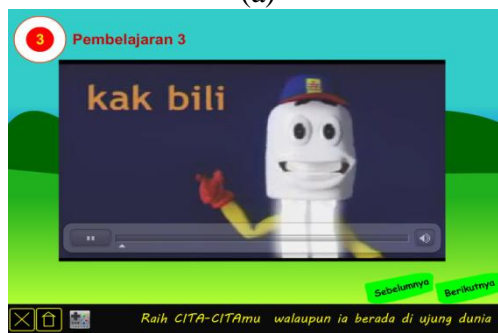 (a)
3 Pembelajaran 3
kak bili
Sebelumnya Berikutnya
Raih CITA-CITAmu walaupun ia berada di ujung dunia